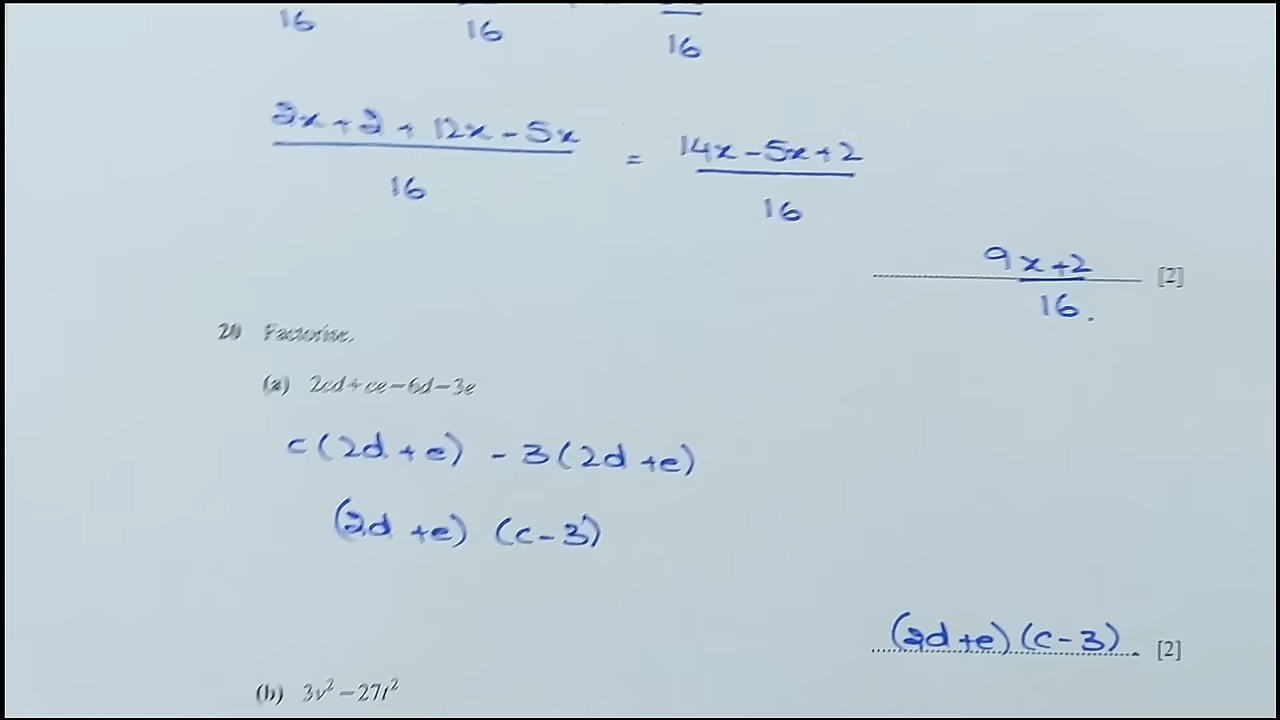 16 16 16
2x + 2 + 12x - 5x / 16 = 14x - 5x + 2 / 16
9x + 2 / 16. [2]
20 Factorise.
(a) 2cd + ce - 6d - 3e
c(2d + e) - 3(2d + e)
(2d + e) (c - 3)
(2d + e) (c - 3) [2]
(b) 3v² - 27t²